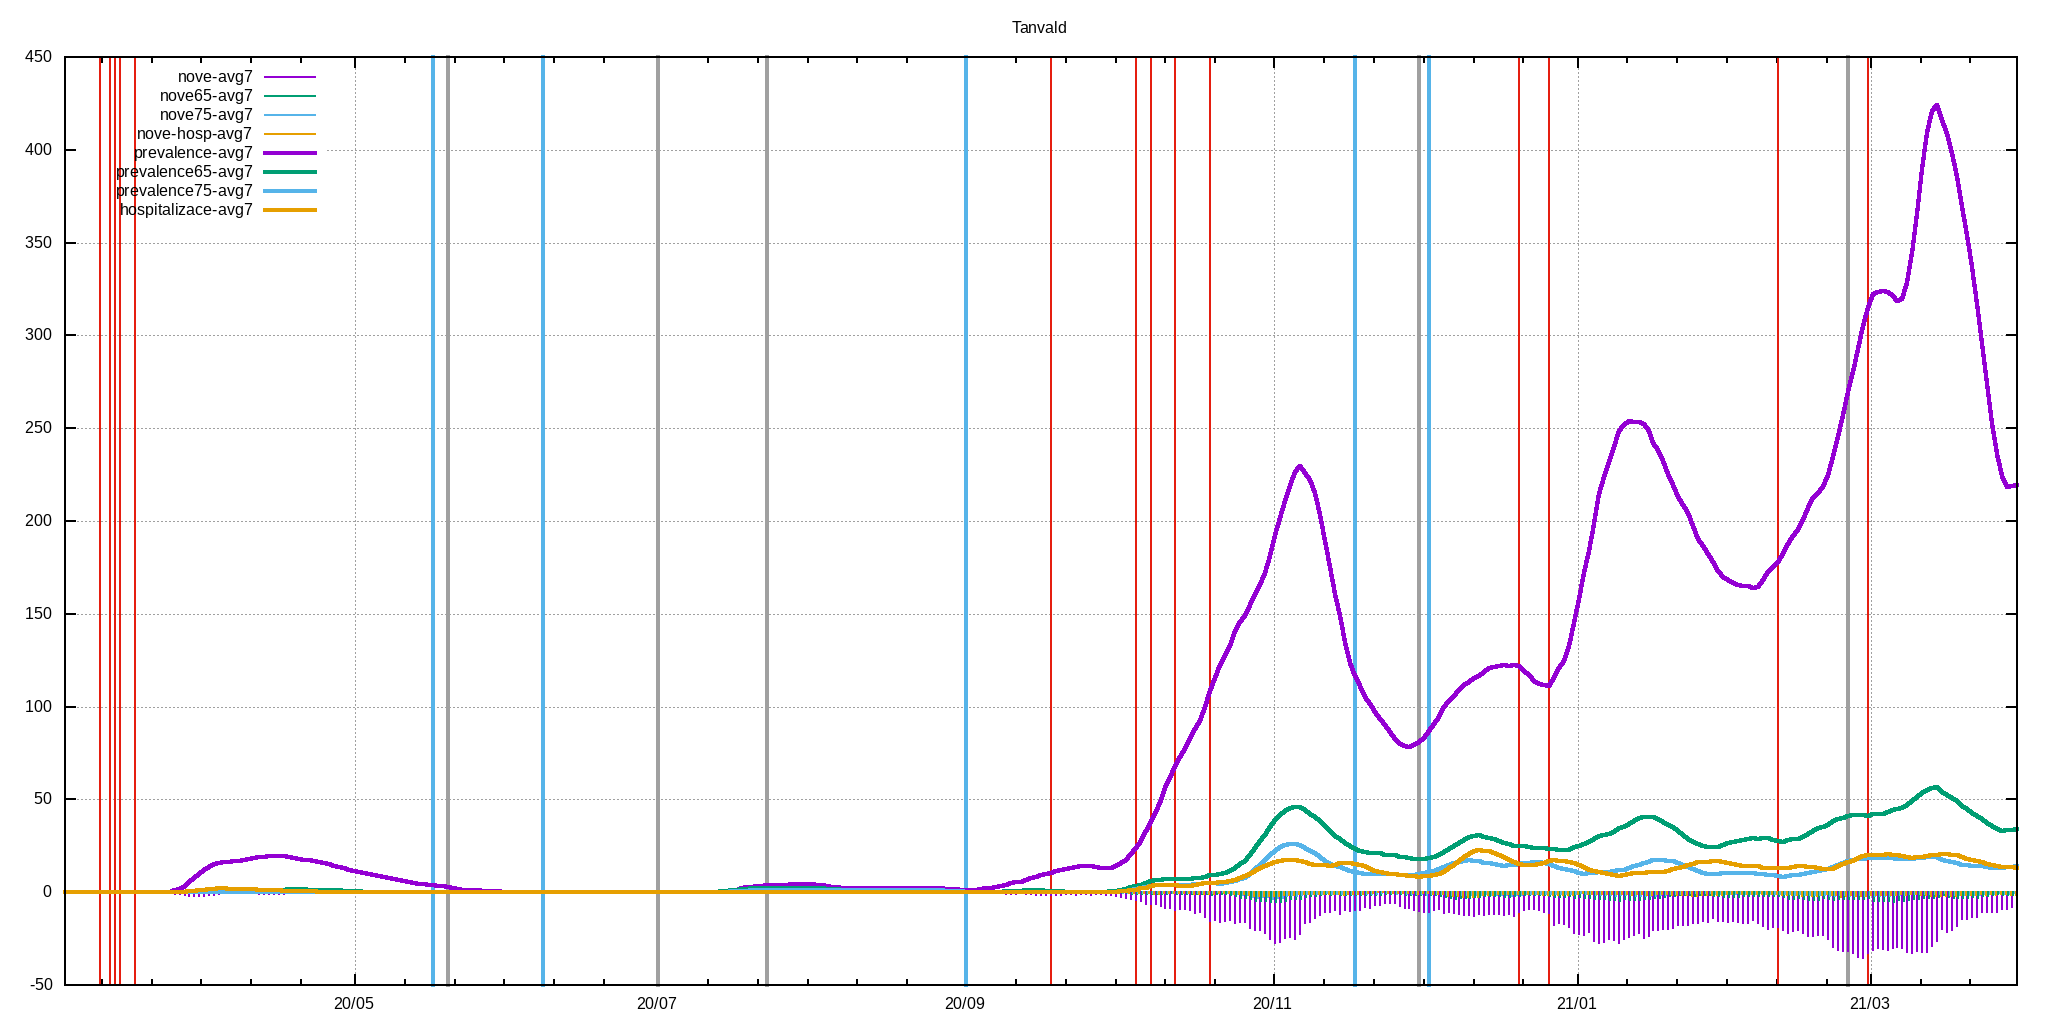 Tanvald
nove-avg7
nove65-avg7
nove75-avg7
nove-hosp-avg7
prevalence-avg7
prevalence65-avg7
prevalence75-avg7
hospitalizace-avg7
450
400
350
300
250
200
150
100
50
0
-50
20/05 20/07 20/09 20/11 21/01 21/03